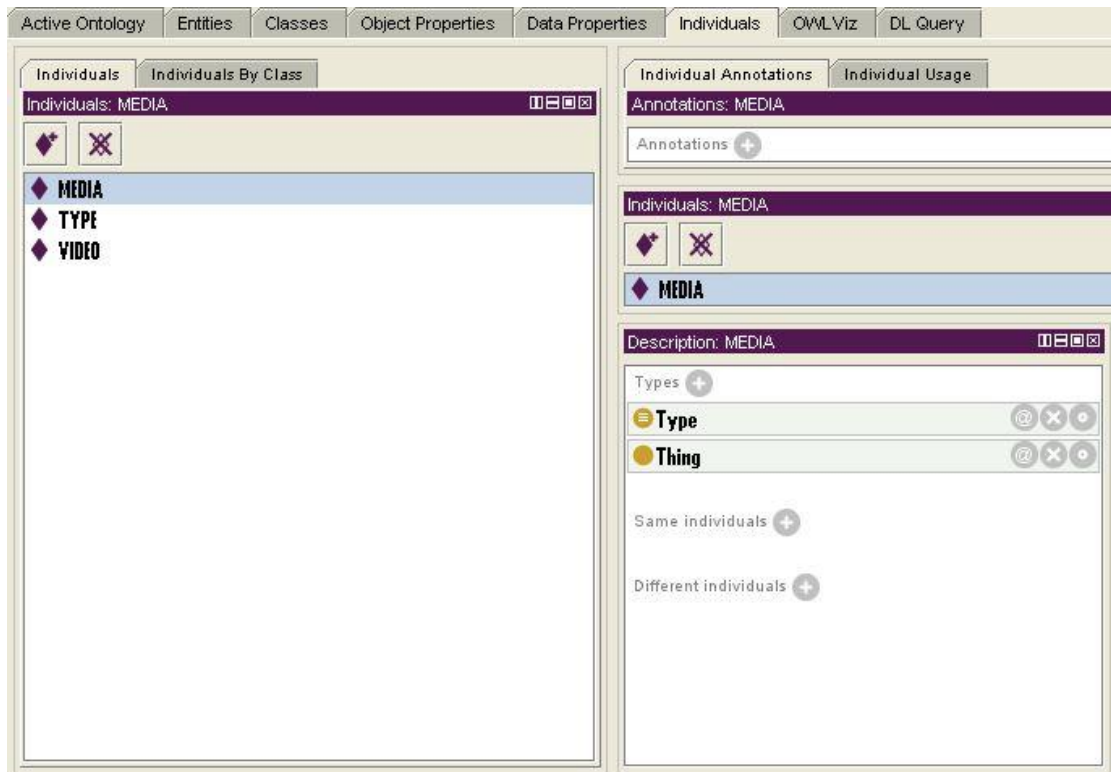 Active Ontology Entities Classes Object Properties Data Properties Individuals OWLViz DL Query
Individuals Individuals By Class
Individuals: MEDIA
MEDIA
TYPE
VIDEO
Individual Annotations Individual Usage
Annotations: MEDIA
Annotations
Individuals: MEDIA
MEDIA
Description: MEDIA
Types
Type
Thing
Same individuals
Different individuals